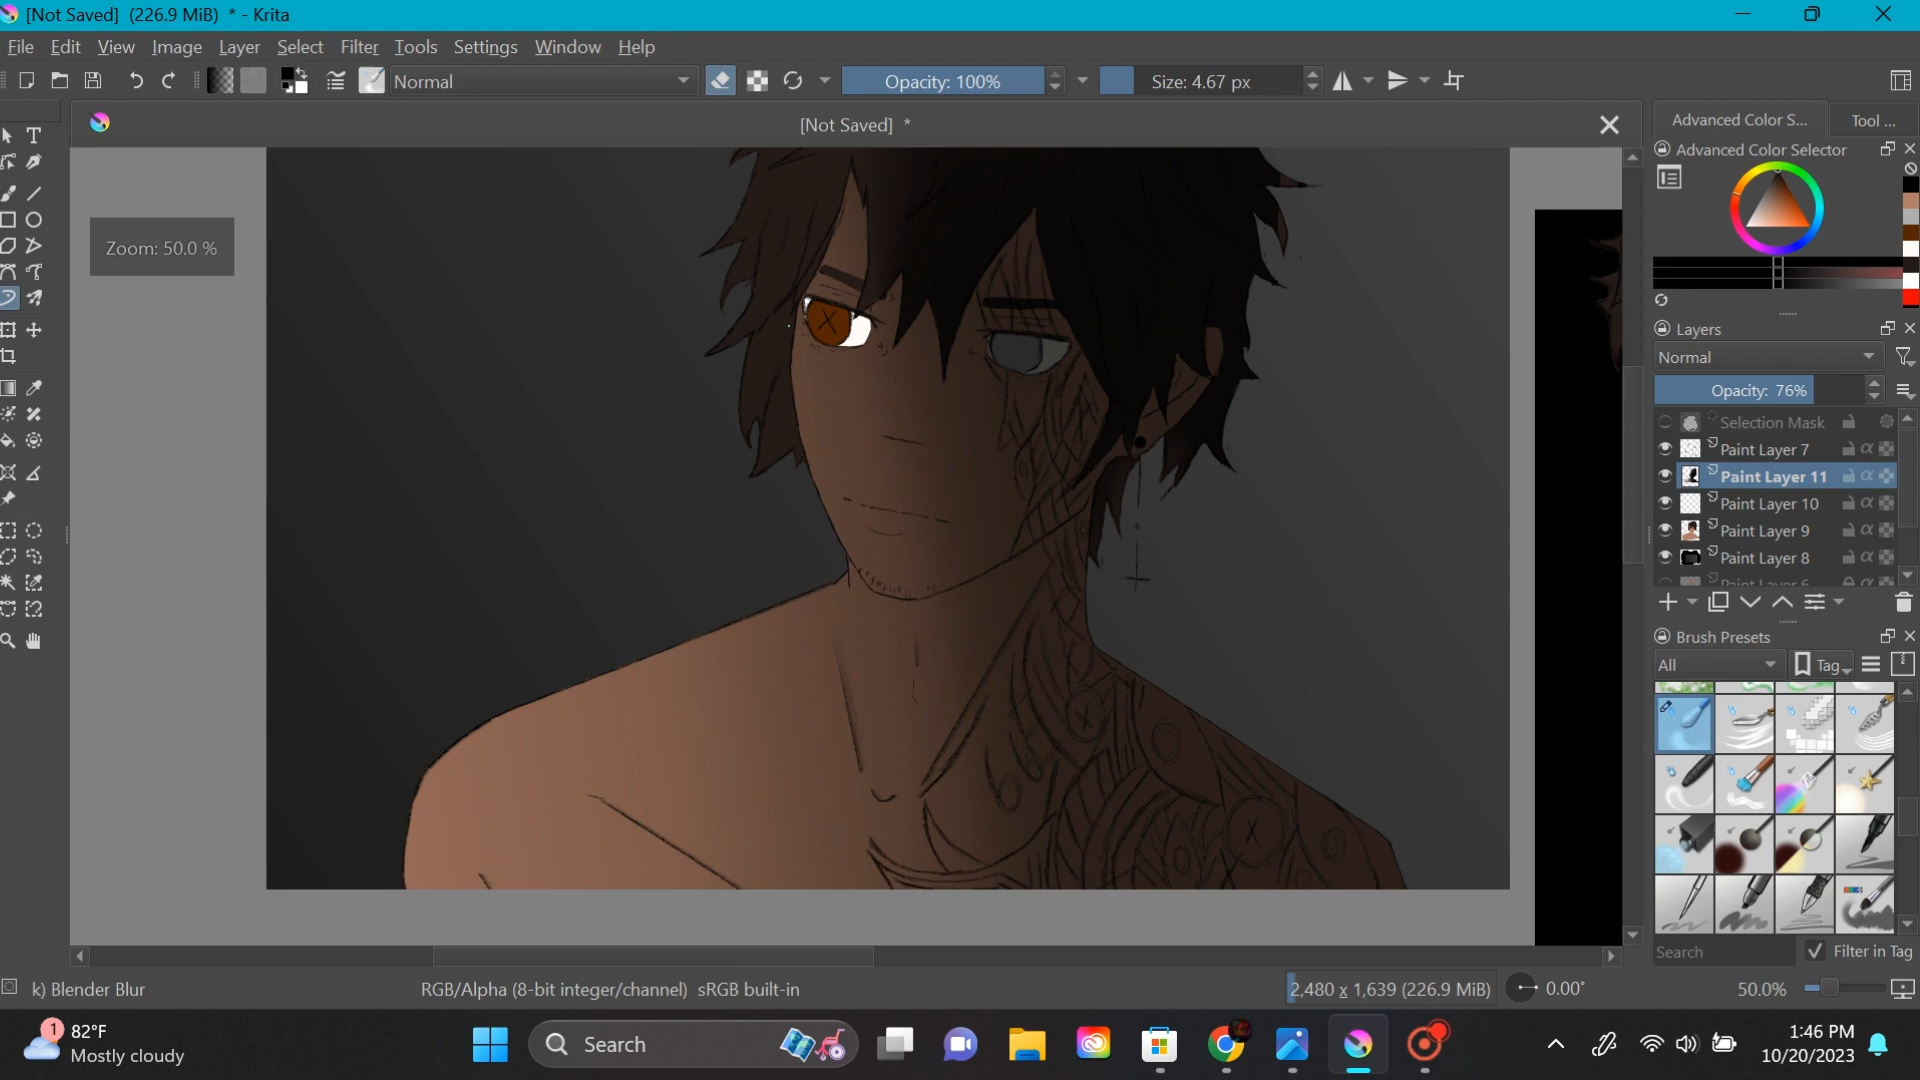 [Not Saved] (226.9 MiB) * - Krita
File Edit View Image Layer Select Filter Tools Settings Window Help
Normal
Opacity: 100%
Size: 4.67 px
[Not Saved] *
Advanced Color S...
Tool ...
Advanced Color Selector
Zoom: 50.0 %
Layers
Normal
Opacity: 76%
Selection Mask
Paint Layer 7
Paint Layer 11
Paint Layer 10
Paint Layer 9
Paint Layer 8
Paint Layer 6
Brush Presets
All
Tag
Search
Filter in Tag
k) Blender Blur
RGB/Alpha (8-bit integer/channel) sRGB built-in
2,480 x 1,639 (226.9 MiB)
0.00°
50.0%
1
82°F
Mostly cloudy
Search
1:46 PM
10/20/2023